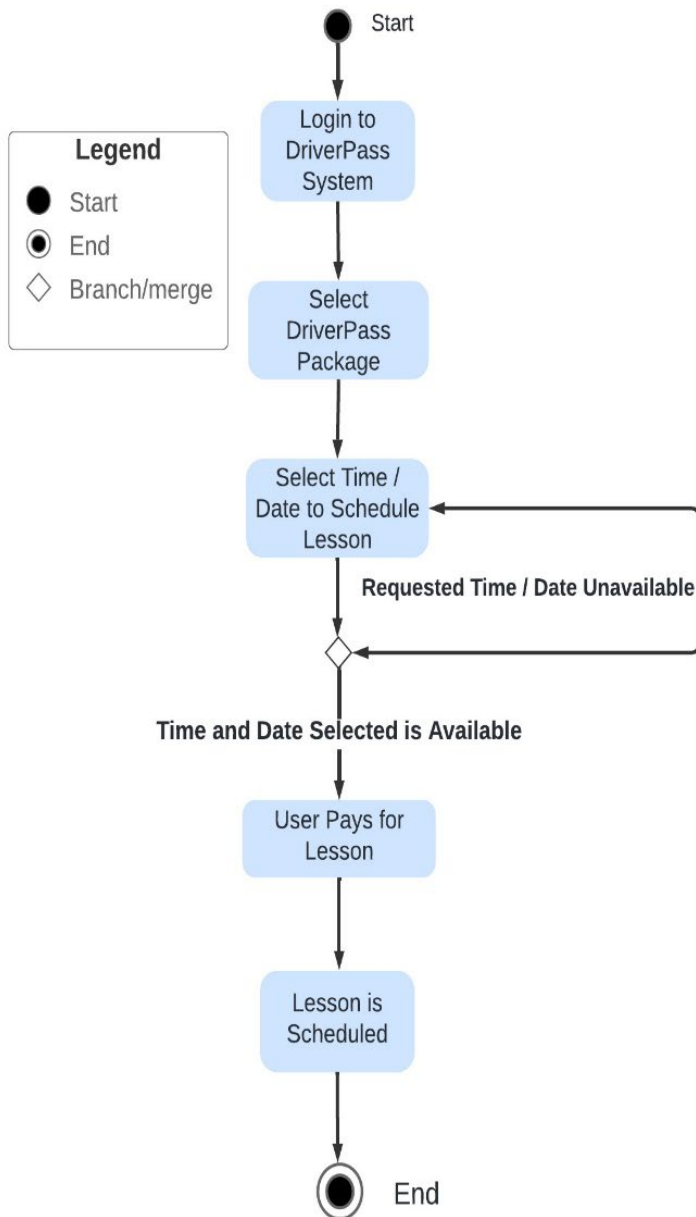 Start
Login to
DriverPass
System
Legend
Start
End
Branch/merge
Select
DriverPass
Package
Select Time /
Date to Schedule
Lesson
Requested Time / Date Unavailable
Time and Date Selected is Available
User Pays for
Lesson
Lesson is
Scheduled
End